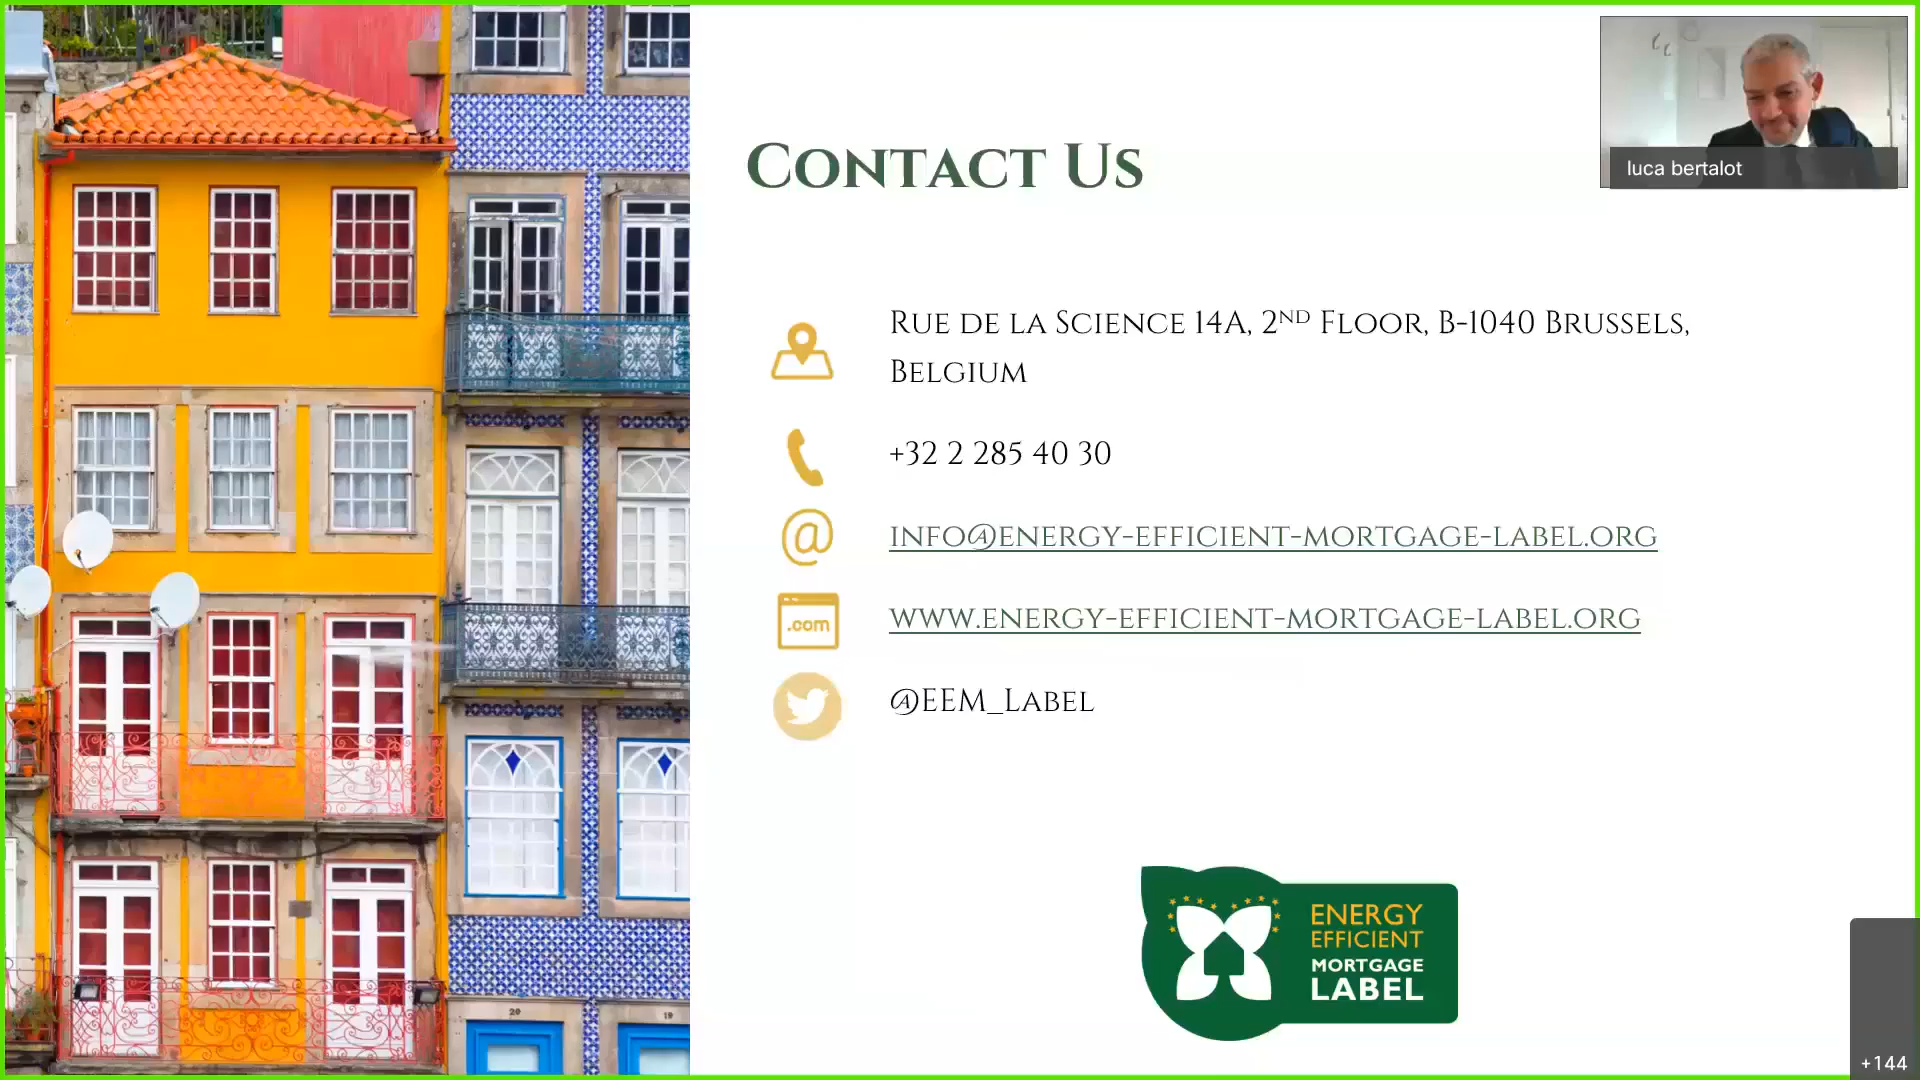 luca bertalot
Contact Us
Rue de la Science 14A, 2nd Floor, B-1040 Brussels,
Belgium
+32 2 285 40 30
info@energy-efficient-mortgage-label.org
.com
www.energy-efficient-mortgage-label.org
@EEM_Label
ENERGY
EFFICIENT
MORTGAGE
LABEL
20
19
+144